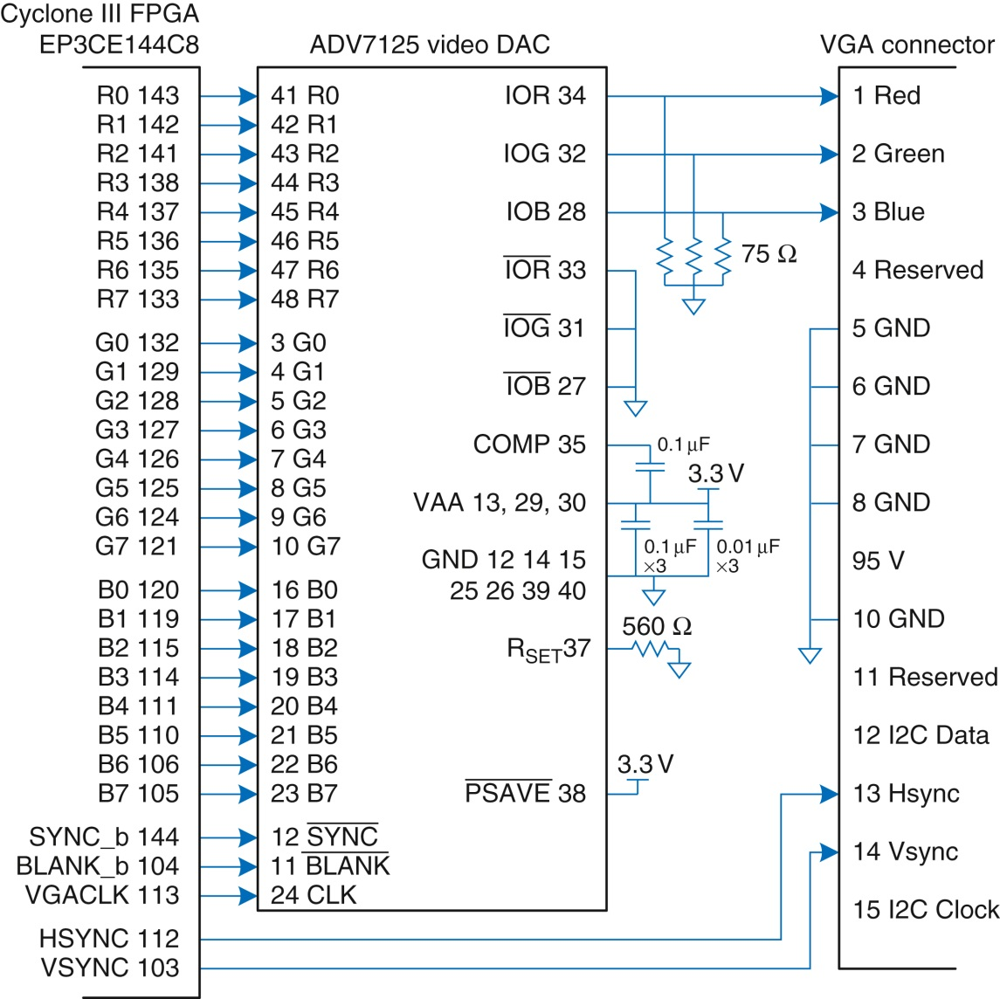 Cyclone III FPGA
EP3CE144C8
R0 143
R1 142
R2 141
R3 138
R4 137
R5 136
R6 135
R7 133
G0 132
G1 129
G2 128
G3 127
G4 126
G5 125
G6 124
G7 121
B0 120
B1 119
B2 115
B3 114
B4 111
B5 110
B6 106
B7 105
SYNC_b 144
BLANK_b 104
VGACLK 113
HSYNC 112
VSYNC 103
ADV7125 video DAC
41 R0
42 R1
43 R2
44 R3
45 R4
46 R5
47 R6
48 R7
3 G0
4 G1
5 G2
6 G3
7 G4
8 G5
9 G6
10 G7
16 B0
17 B1
18 B2
19 B3
20 B4
21 B5
22 B6
23 B7
12 SYNC
11 BLANK
24 CLK
IOR 34
IOG 32
IOB 28
IOR 33
IOG 31
IOB 27
COMP 35
VAA 13, 29, 30
GND 12 14 15
25 26 39 40
RSET37
PSAVE 38
75 Ω
0.1 µF
3.3 V
0.1 µF
×3
0.01 µF
×3
560 Ω
3.3 V
VGA connector
1 Red
2 Green
3 Blue
4 Reserved
5 GND
6 GND
7 GND
8 GND
95 V
10 GND
11 Reserved
12 I2C Data
13 Hsync
14 Vsync
15 I2C Clock